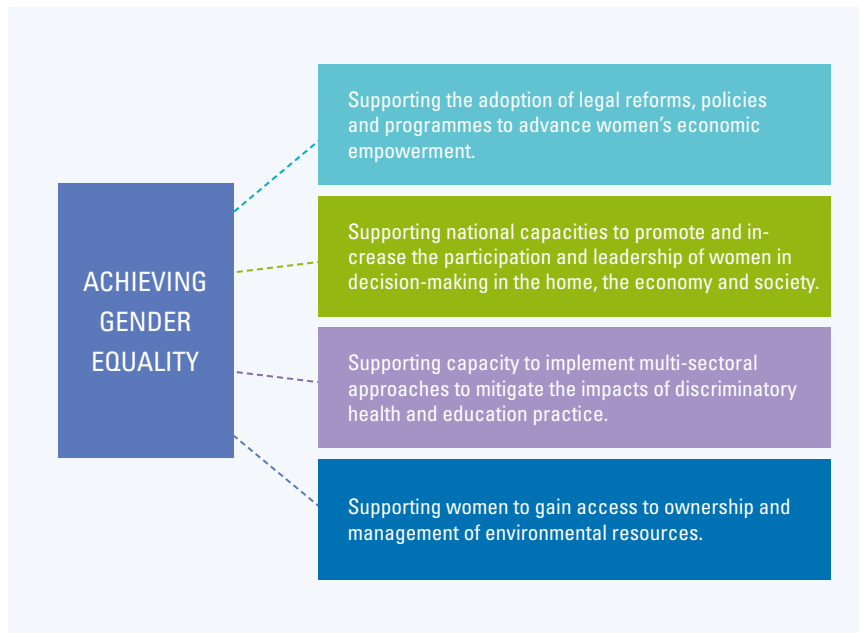 Supporting the adoption of legal reforms, policies
and programmes to advance women’s economic
empowerment.
ACHIEVING
GENDER
EQUALITY
Supporting national capacities to promote and in-
crease the participation and leadership of women in
decision-making in the home, the economy and society.
Supporting capacity to implement multi-sectoral
approaches to mitigate the impacts of discriminatory
health and education practice.
Supporting women to gain access to ownership and
management of environmental resources.